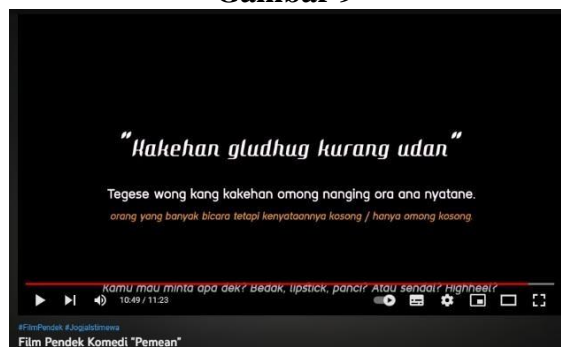 Gambar 9
"Kakehan gludhug kurang udan"
Tegese wong kang kakehan omong nanging ora ana nyatane.
orang yang banyak bicara tetapi kenyataannya kosong / hanya omong kosong.
Kamu mau minta apa dek? Bedak, lipstick, panci? Atau sendal? Highheel?
10:49 / 11:23
#FilmPendek #JogjaIstimewa
Film Pendek Komedi "Pemean"